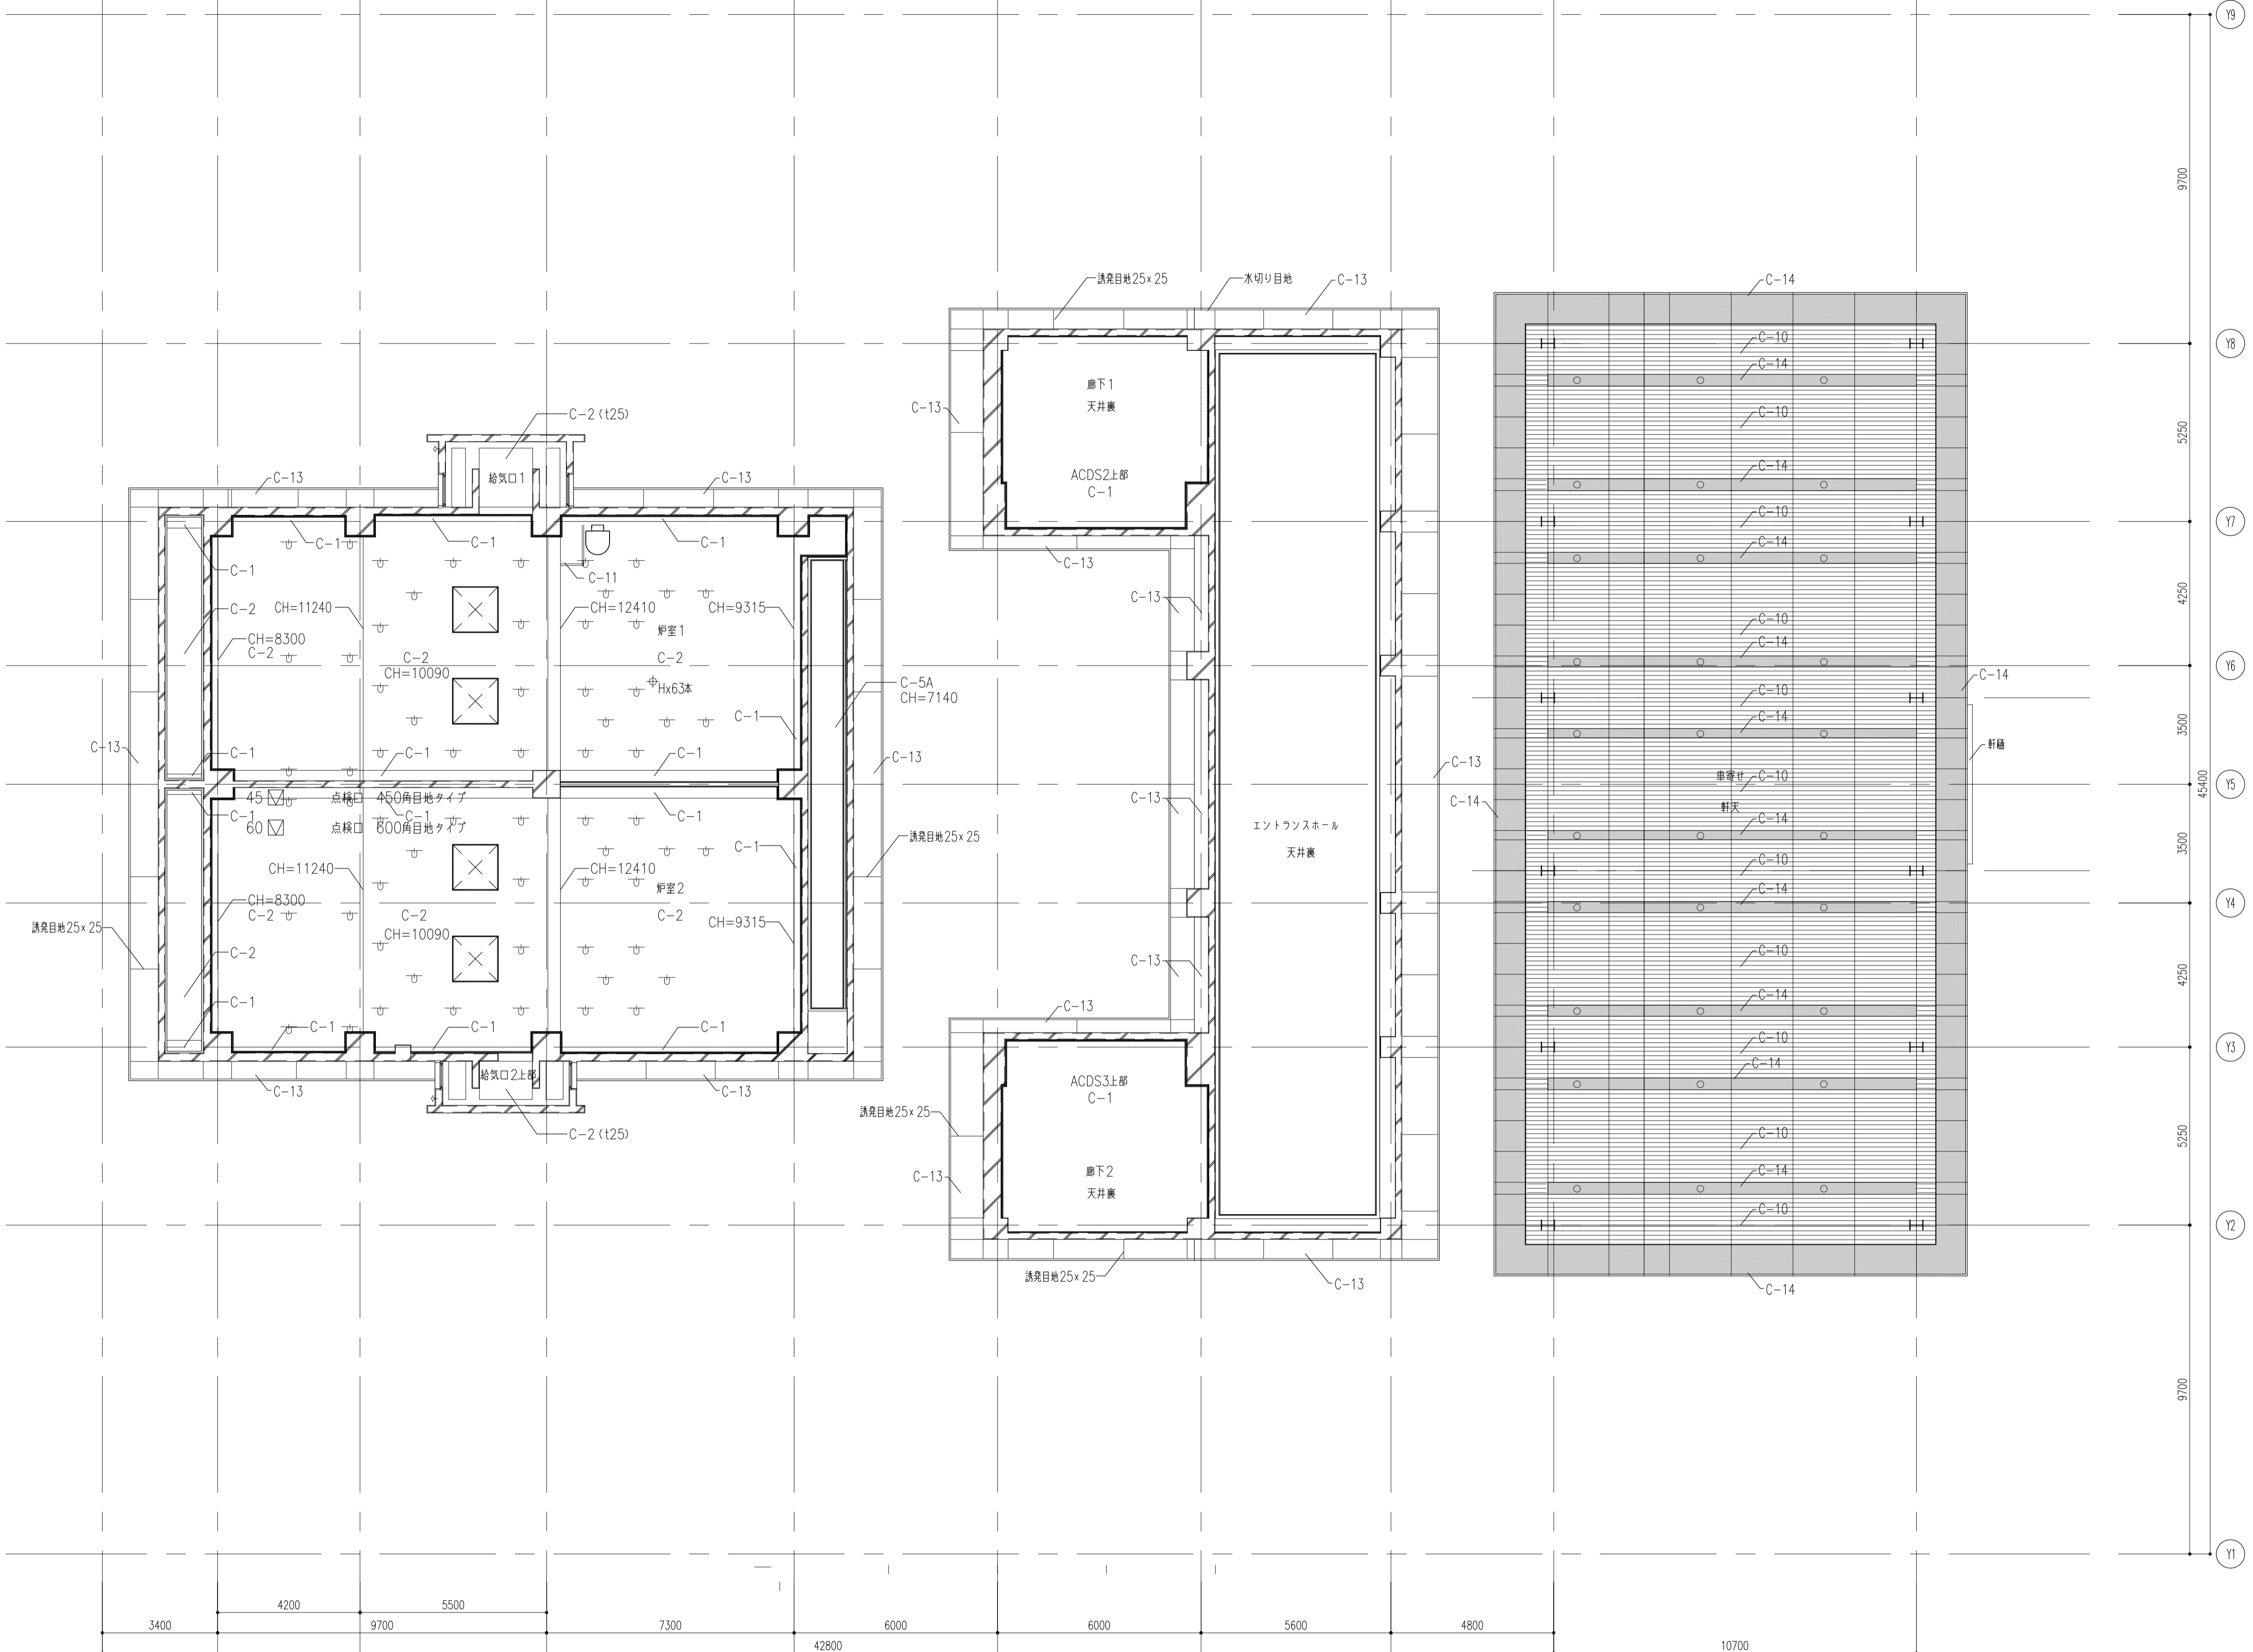 Y9
9700
C-14
誘発目地25x25
水切り目地
C-13
C-10
Y8
C-14
廊下1
天井裏
C-13
C-10
C-2 (t25)
5250
ACDS2上部
C-1
C-14
C-13
給気口1
C-13
C-10
Y7
C-1
C-1
C-1
C-14
C-13
C-1
C-11
C-2
CH=11240
CH=12410
CH=9315
C-13
4250
C-10
炉室1
CH=8300
C-2
C-14
C-2
CH=10090
C-2
Y6
C-14
Hx63本
C-5A
CH=7140
C-10
C-1
C-14
3500
C-13
C-1
C-1
C-1
C-13
C-13
軒樋
車寄せ
C-10
Y5
45400
45
点検口
450角目地タイプ
C-13
C-14
軒天
C-1
C-1
C-1
60
点検口
600角目地タイプ
C-14
エントランスホール
天井裏
誘発目地25x25
C-1
3500
CH=11240
CH=12410
C-10
炉室2
CH=8300
C-2
C-14
C-2
CH=10090
C-2
CH=9315
Y4
誘発目地25x25
C-2
C-13
C-10
4250
C-1
C-13
C-14
C-1
C-1
C-1
C-10
Y3
C-14
給気口2上部
ACDS3上部
C-1
C-13
C-13
誘発目地25x25
C-2 (t25)
C-10
5250
廊下2
天井裏
C-13
C-14
C-10
Y2
誘発目地25x25
C-13
C-14
9700
Y1
4200
5500
3400
9700
7300
6000
6000
5600
4800
42800
10700